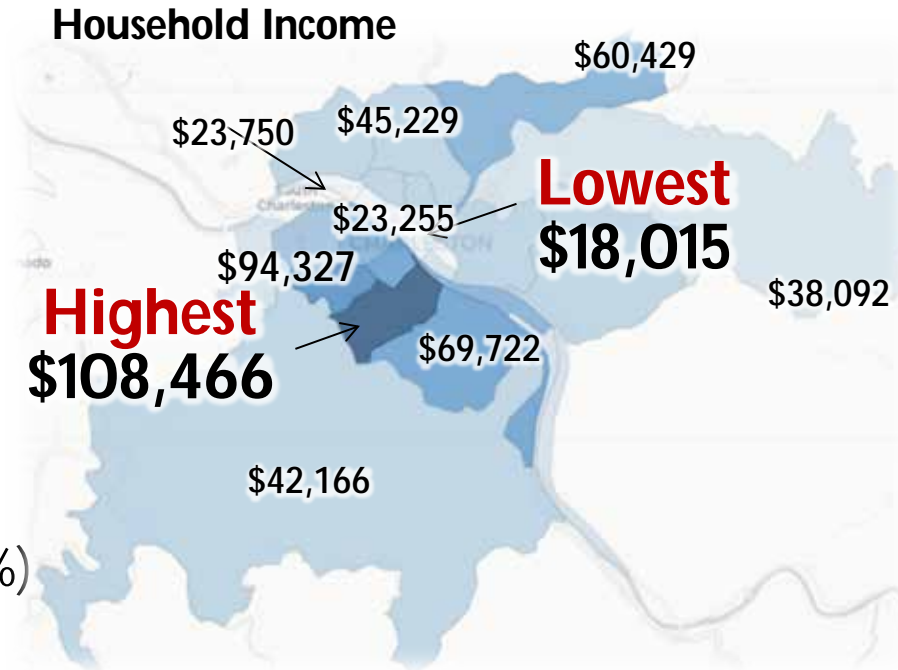 Household Income
$60,429
$23,750
$45,229
Lowest
$18,015
Charleston
$23,255
$94,327
$38,092
Highest
$108,466
$69,722
$42,166
%)